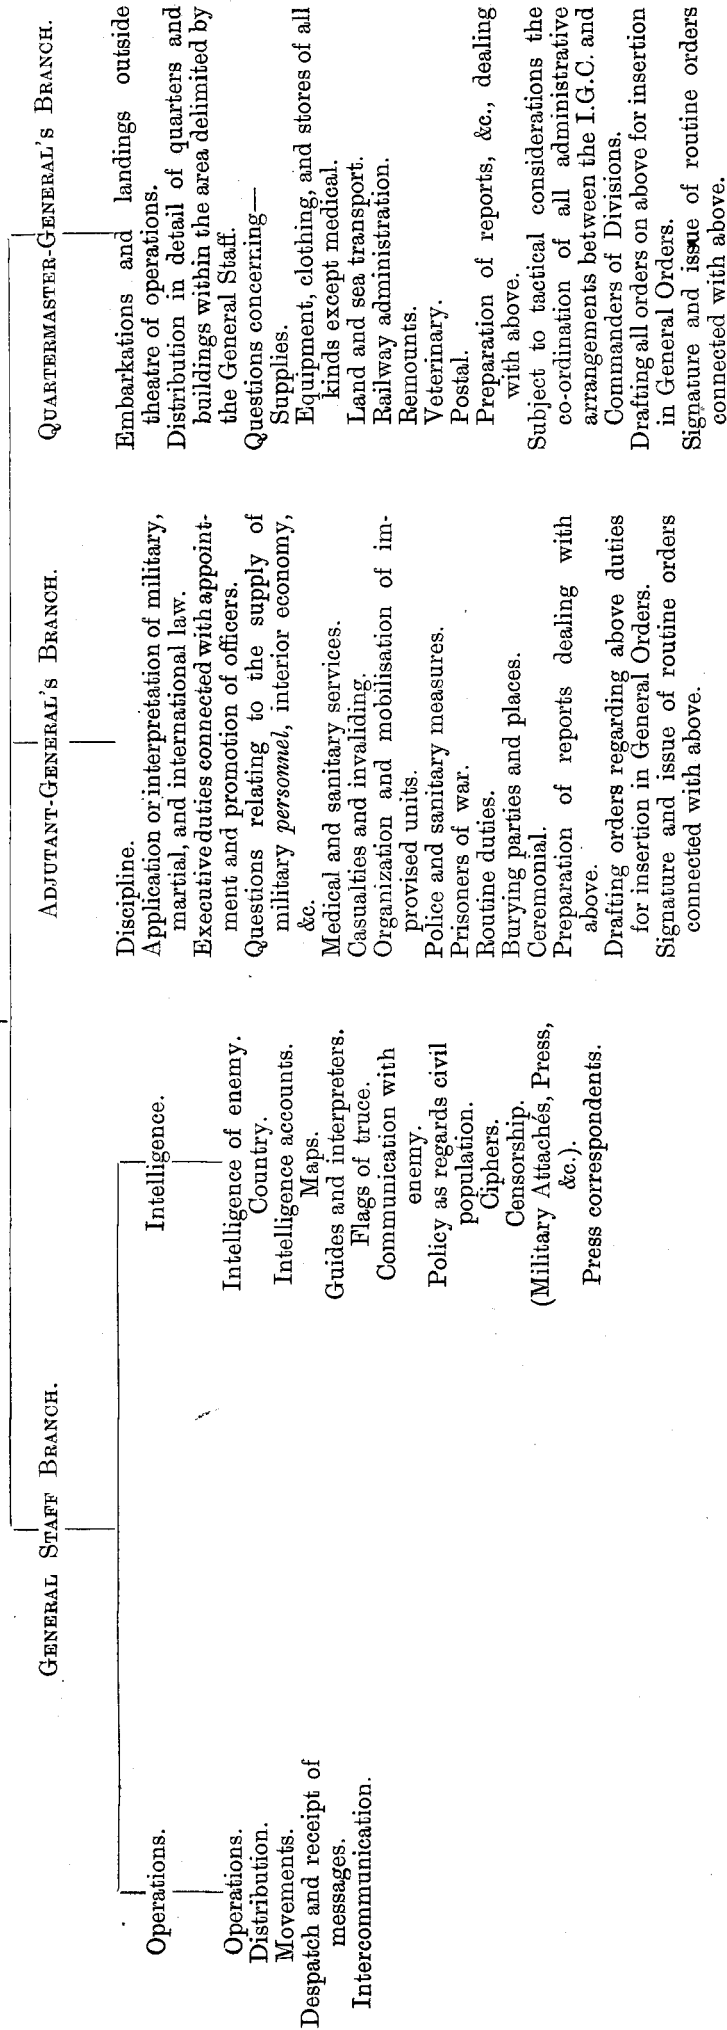 GENERAL STAFF BRANCH.
Operations.
Operations.
Distribution.
Movements.
Despatch and receipt of
messages.
Intercommunication.
Intelligence.
Intelligence of enemy.
Country.
Intelligence accounts.
Maps.
Guides and interpreters.
Flags of truce.
Communication with
enemy.
Policy as regards civil
population.
Ciphers.
Censorship.
(Military Attachés, Press,
&c.).
Press correspondents.
ADJUTANT-GENERAL'S BRANCH.
Discipline.
Application or interpretation of military,
martial, and international law.
Executive duties connected with appoint-
ment and promotion of officers.
Questions relating to the supply of
military personnel, interior economy,
&c.
Medical and sanitary services.
Casualties and invaliding.
Organization and mobilisation of im-
provised units.
Police and sanitary measures.
Prisoners of war.
Routine duties.
Burying parties and places.
Ceremonial.
Preparation of reports dealing with
above.
Drafting orders regarding above duties
for insertion in General Orders.
Signature and issue of routine orders
connected with above.
QUARTERMASTER-GENERAL'S BRANCH.
Embarkations and landings outside
theatre of operations.
Distribution in detail of quarters and
buildings within the area delimited by
the General Staff.
Questions concerning—
Supplies.
Equipment, clothing, and stores of all
kinds except medical.
Land and sea transport.
Railway administration.
Remounts.
Veterinary.
Postal.
Preparation of reports, &c., dealing
with above.
Subject to tactical considerations the
co-ordination of all administrative
arrangements between the I.G.C. and
Commanders of Divisions.
Drafting all orders on above for insertion
in General Orders.
Signature and issue of routine orders
connected with above.